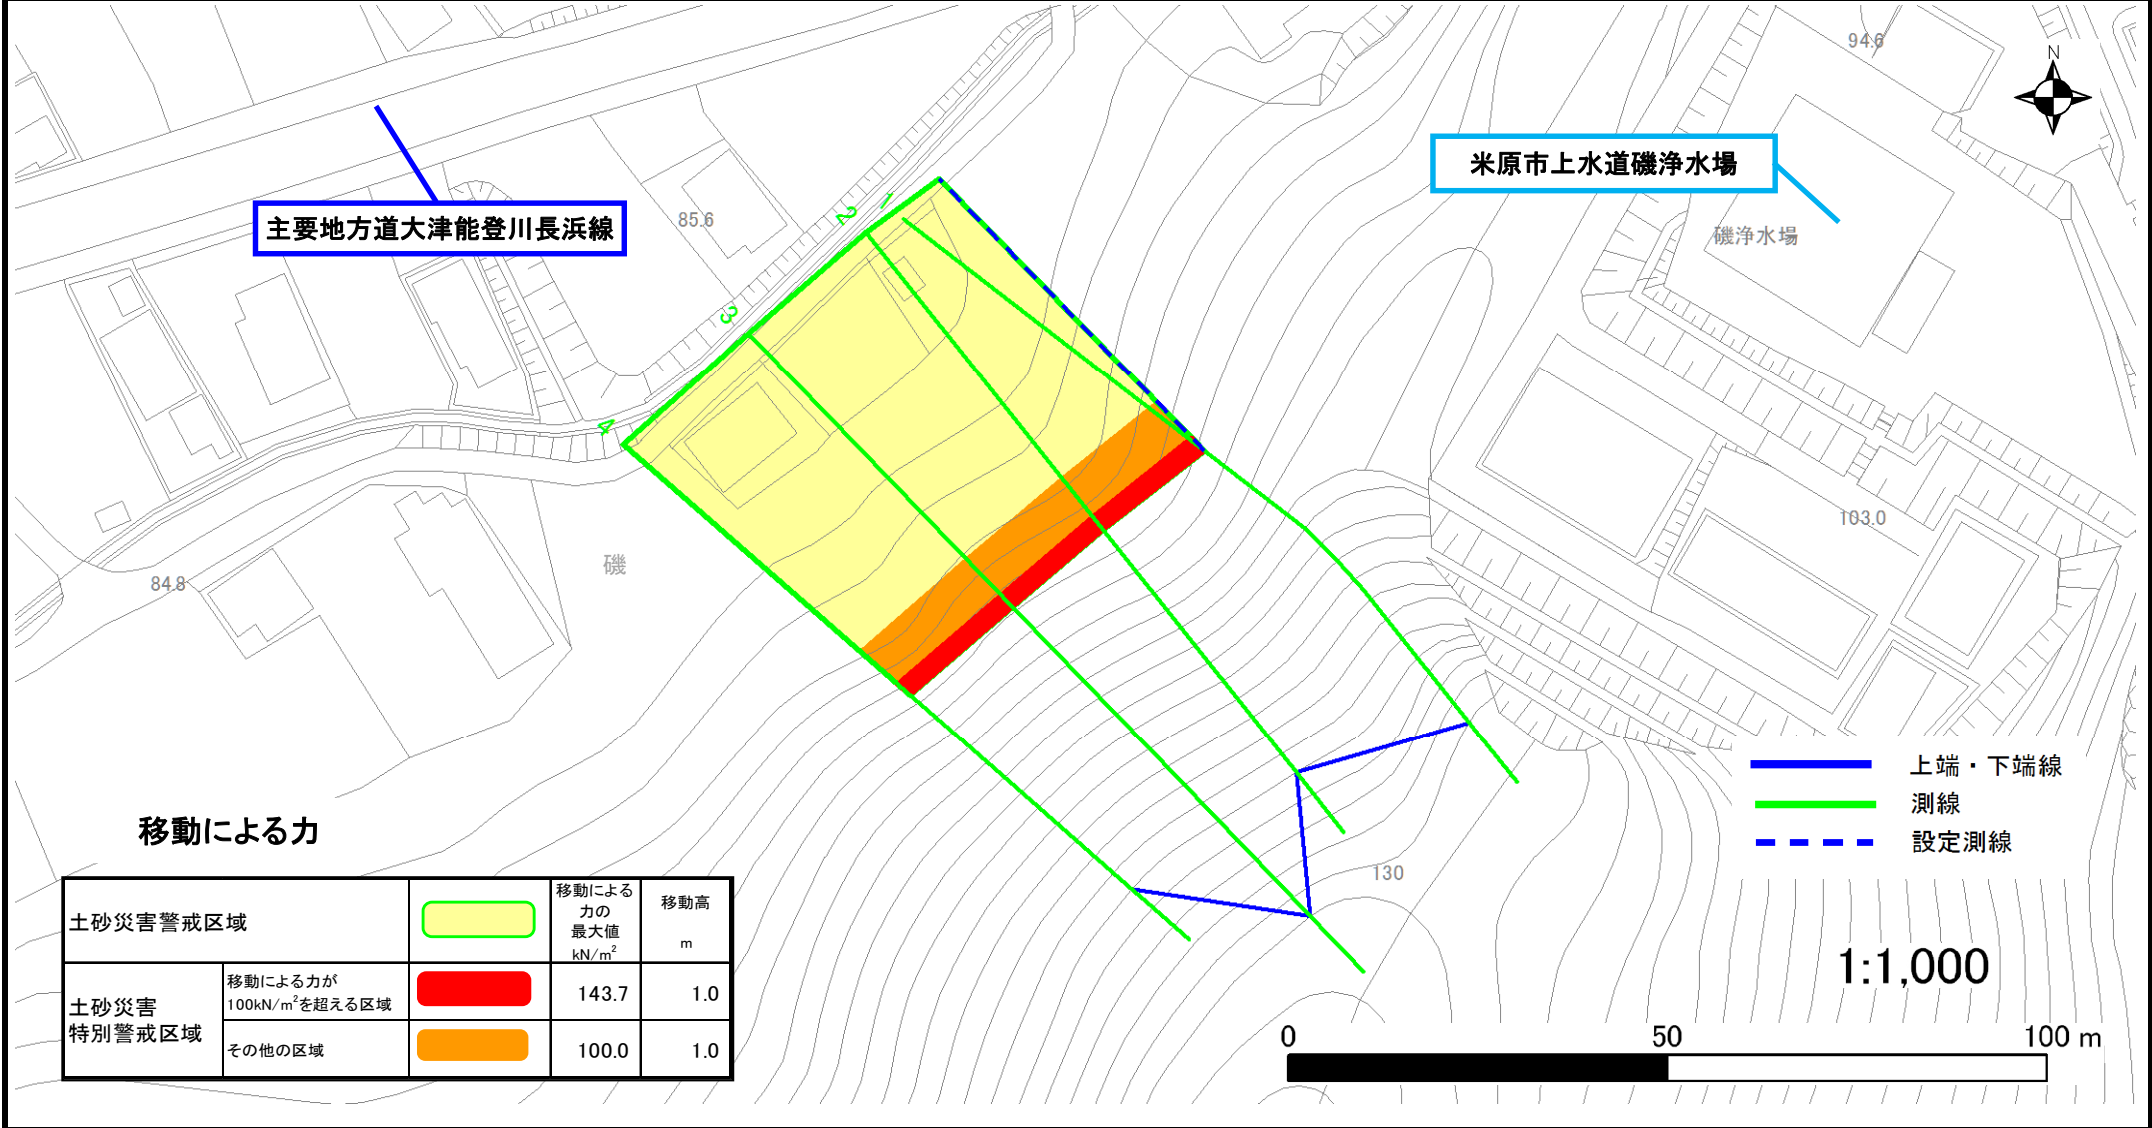 94.6
N
米原市上水道磯浄水場
主要地方道大津能登川長浜線
85.6
磯浄水場
1
2
3
4
103.0
磯
84.8
上端・下端線
測線
設定測線
130
1:1,000
0 50 100 m
移動による力
土砂災害警戒区域
移動による
力の
最大値
kN/m²
移動高
m
土砂災害
特別警戒区域
移動による力が
100kN/m²を超える区域
143.7 1.0
その他の区域
100.0 1.0